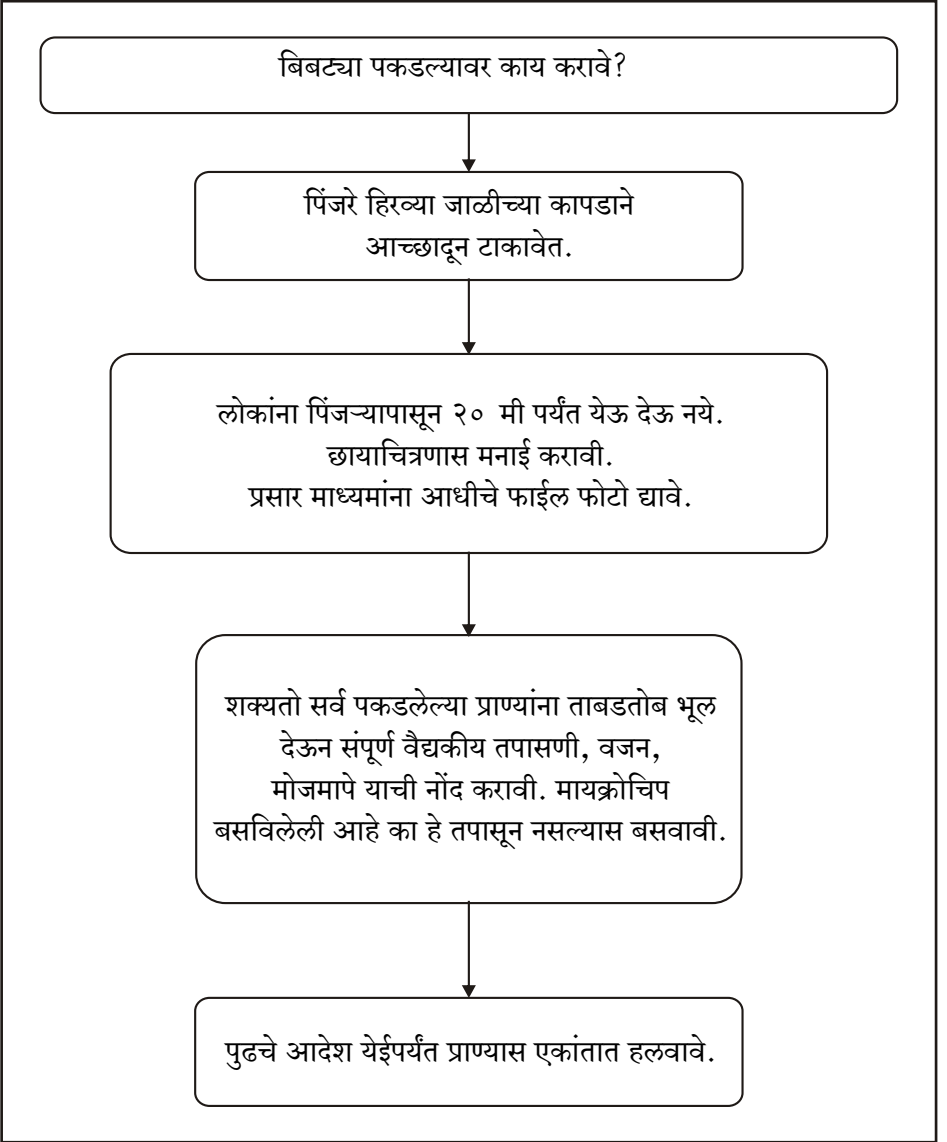 बिबट्या पकडल्यावर काय करावे?
पिंजरे हिरव्या जाळीच्या कापडाने
आच्छादून टाकावेत.
लोकांना पिंजऱ्यापासून २० मी पर्यंत येऊ देऊ नये.
छायाचित्रणास मनाई करावी.
प्रसार माध्यमांना आधीचे फाईल फोटो द्यावे.
शक्यतो सर्व पकडलेल्या प्राण्यांना ताबडतोब भूल
देऊन संपूर्ण वैद्यकीय तपासणी, वजन,
मोजमापे याची नोंद करावी. मायक्रोचिप
बसविलेली आहे का हे तपासून नसल्यास बसवावी.
पुढचे आदेश येईपर्यंत प्राण्यास एकांतात हलवावे.